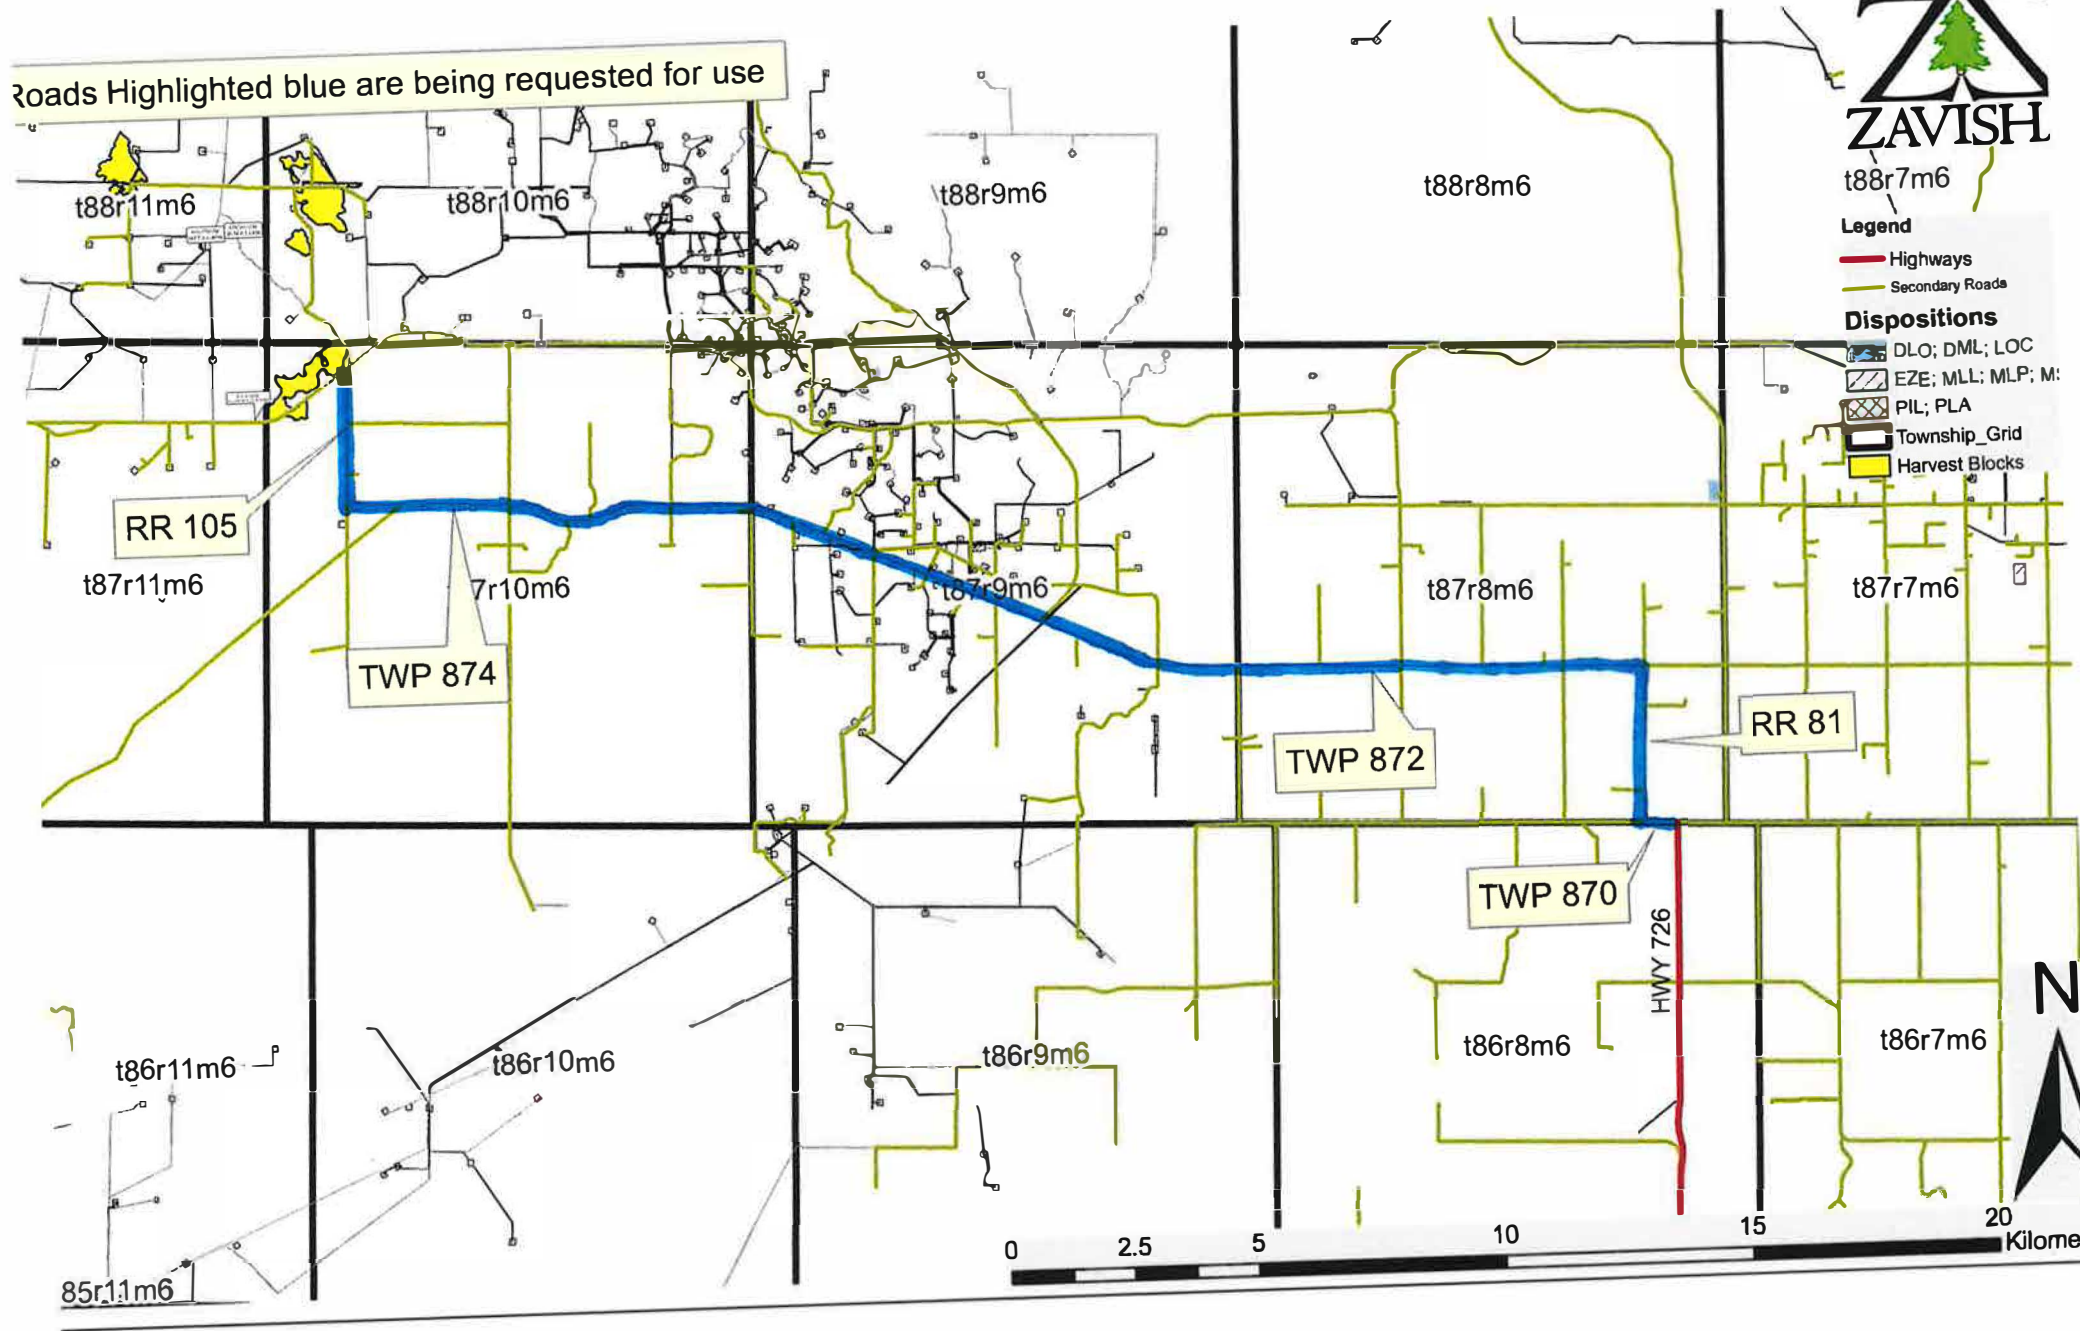 Roads Highlighted blue are being requested for use
ZAVISH
t88r11m6
t88r10m6
t88r9m6
t88r8m6
t88r7m6
Legend
Highways
Secondary Roads
Dispositions
DLO; DML; LOC
EZE; MLL; MLP; M
PIL; PLA
Township_Grid
Harvest Blocks
RR 105
t87r11m6
7r10m6
t87r9m6
t87r8m6
t87r7m6
TWP 874
TWP 872
RR 81
TWP 870
HWY 726
N
t86r11m6
t86r10m6
t86r9m6
t86r8m6
t86r7m6
85r11m6
0 2.5 5 10 15 20
Kilome